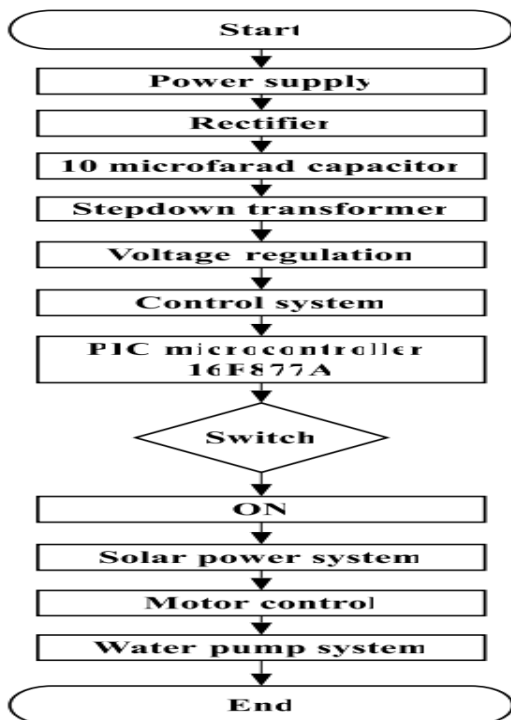 Start
Power supply
Rectifier
10 microfarad capacitor
Stepdown transformer
Voltage regulation
Control system
PIC microcontroller
16F877A
Switch
ON
Solar power system
Motor control
Water pump system
End